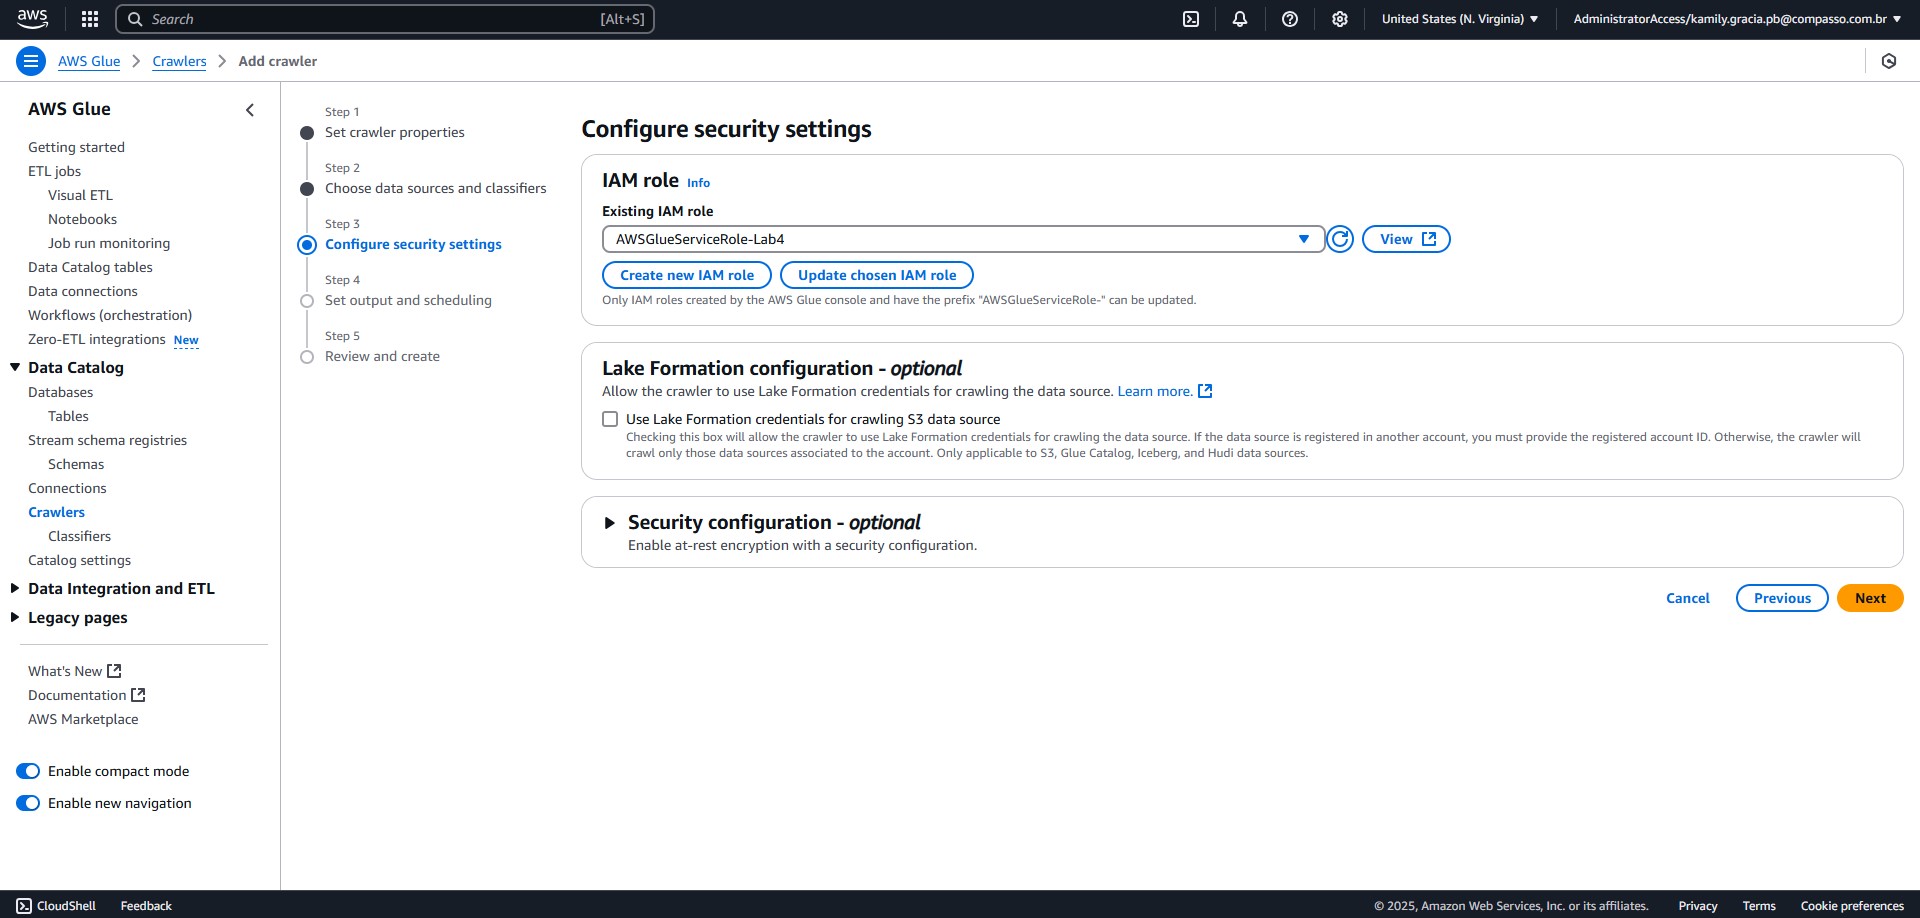 aws
Search
[Alt+S]
United States (N. Virginia)
AdministratorAccess/kamily.gracia.pb@compasso.com.br
AWS Glue
Crawlers
Add crawler
AWS Glue
Getting started
ETL jobs
Visual ETL
Notebooks
Job run monitoring
Data Catalog tables
Data connections
Workflows (orchestration)
Zero-ETL integrations New
Data Catalog
Databases
Tables
Stream schema registries
Schemas
Connections
Crawlers
Classifiers
Catalog settings
Data Integration and ETL
Legacy pages
What's New
Documentation
AWS Marketplace
Enable compact mode
Enable new navigation
Step 1
Set crawler properties
Step 2
Choose data sources and classifiers
Step 3
Configure security settings
Step 4
Set output and scheduling
Step 5
Review and create
Configure security settings
IAM role Info
Existing IAM role
AWSGlueServiceRole-Lab4
View
Create new IAM role
Update chosen IAM role
Only IAM roles created by the AWS Glue console and have the prefix "AWSGlueServiceRole-" can be updated.
Lake Formation configuration - optional
Allow the crawler to use Lake Formation credentials for crawling the data source. Learn more.
Use Lake Formation credentials for crawling S3 data source
Checking this box will allow the crawler to use Lake Formation credentials for crawling the data source. If the data source is registered in another account, you must provide the registered account ID. Otherwise, the crawler will
crawl only those data sources associated to the account. Only applicable to S3, Glue Catalog, Iceberg, and Hudi data sources.
Security configuration - optional
Enable at-rest encryption with a security configuration.
Cancel
Previous
Next
CloudShell
Feedback
© 2025, Amazon Web Services, Inc. or its affiliates.
Privacy
Terms
Cookie preferences